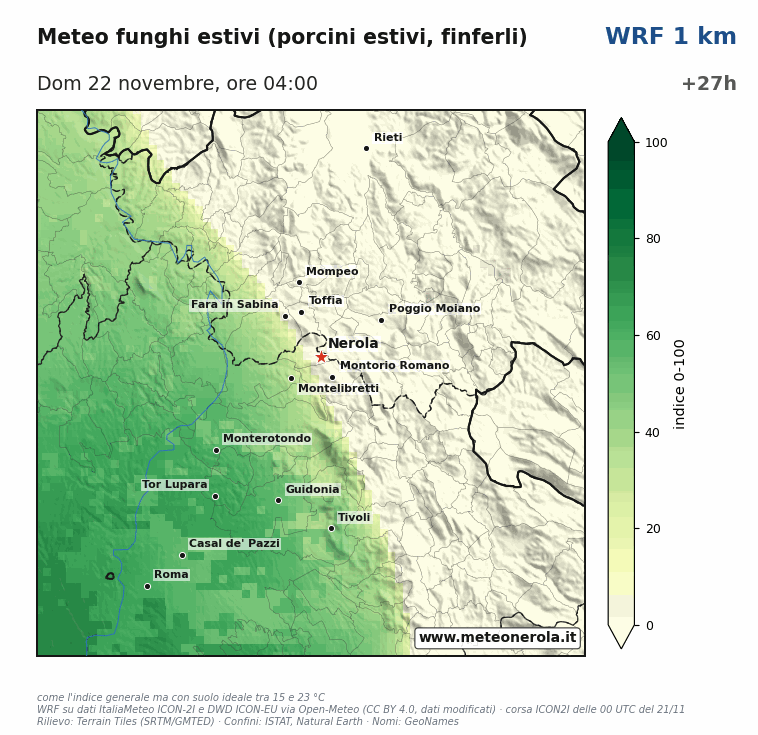 Meteo funghi estivi (porcini estivi, finferli)
WRF 1 km
Dom 22 novembre, ore 04:00
+27h
Rieti
Mompeo
Toffia
Fara in Sabina
Poggio Moiano
Nerola
Montorio Romano
Montelibretti
Monterotondo
Tor Lupara
Guidonia
Tivoli
Casal de' Pazzi
Roma
www.meteonerola.it
100
80
60
40
20
0
indice 0-100
come l'indice generale ma con suolo ideale tra 15 e 23 °C
WRF su dati ItaliaMeteo ICON-2I e DWD ICON-EU via Open-Meteo (CC BY 4.0, dati modificati) · corsa ICON2I delle 00 UTC del 21/11
Rilievo: Terrain Tiles (SRTM/GMTED) · Confini: ISTAT, Natural Earth · Nomi: GeoNames